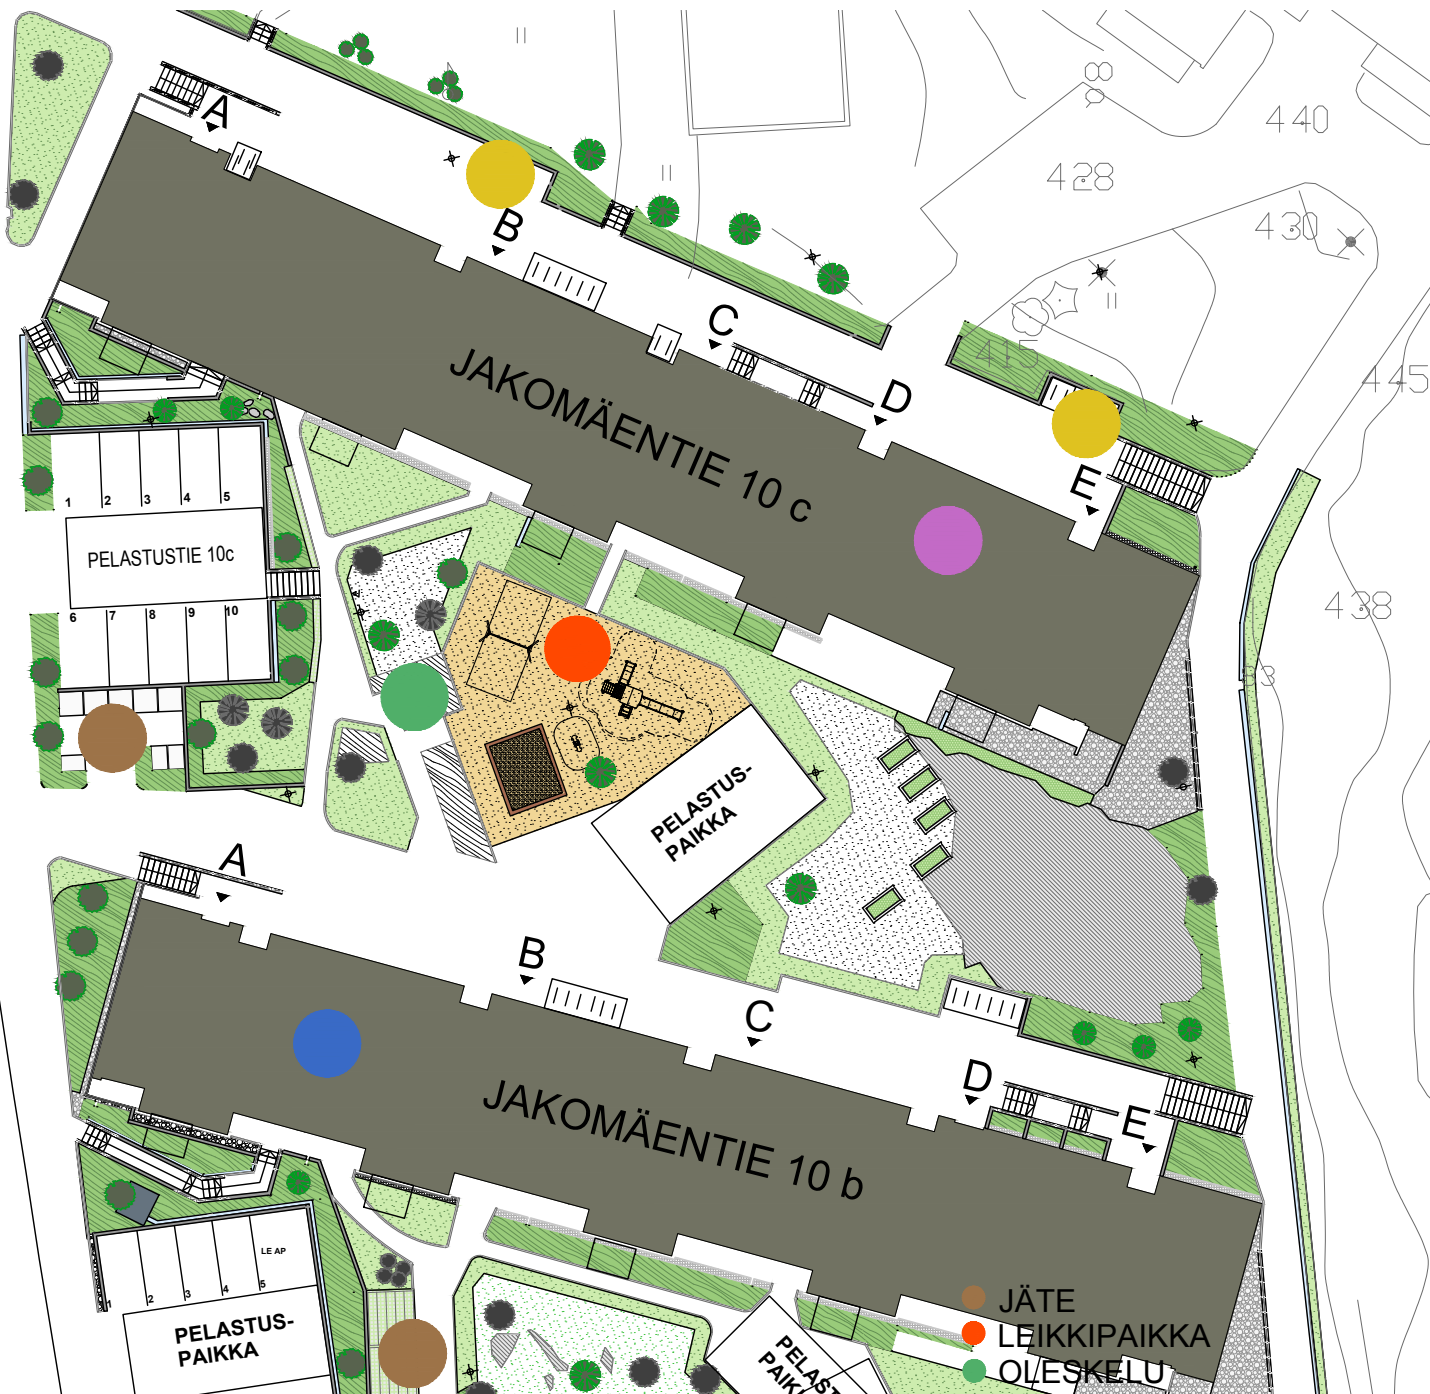 A
B
C
D
E
440
428
430
415
445
438
JAKOMÄENTIE 10 c
1 2 3 4 5
PELASTUSTIE 10c
6 7 8 9 10
PELASTUS-
PAIKKA
A
B
C
D
E
JAKOMÄENTIE 10 b
LE AP
1 2 3 4 5
PELASTUS-
PAIKKA
JÄTE
LEIKKIPAIKKA
OLESKELU